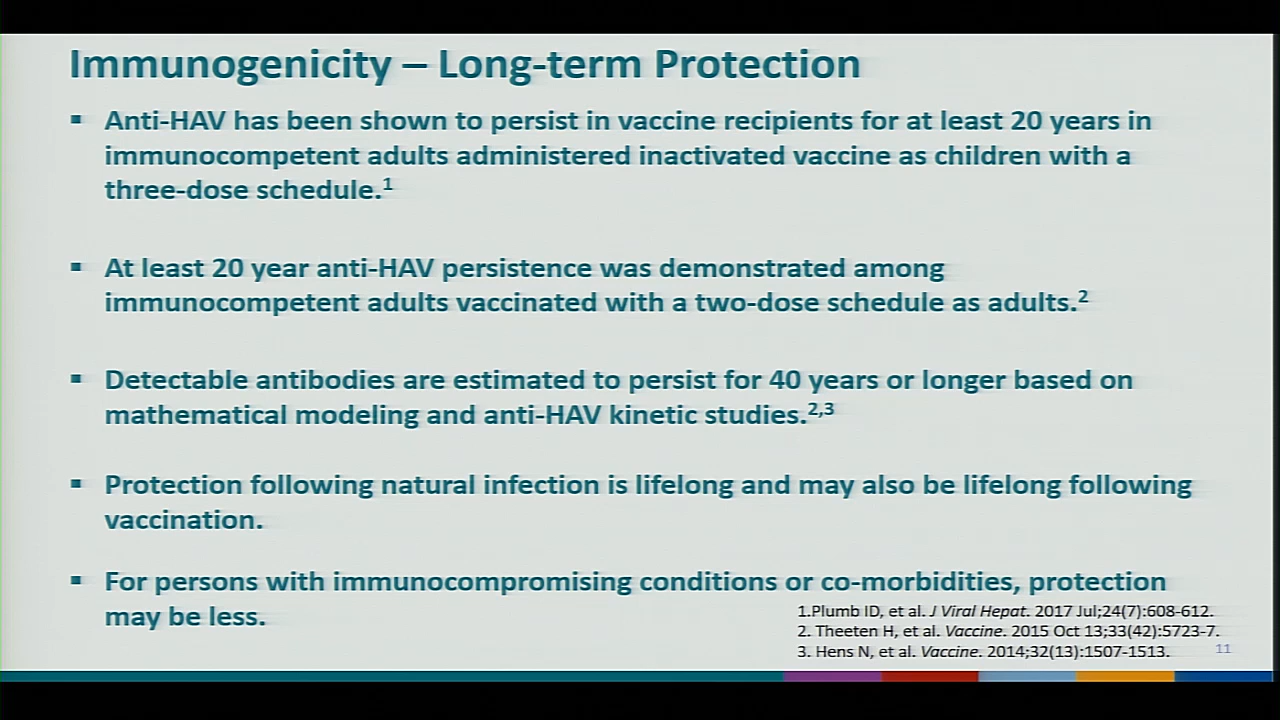 Immunogenicity – Long-term Protection
▪ Anti-HAV has been shown to persist in vaccine recipients for at least 20 years in
immunocompetent adults administered inactivated vaccine as children with a
three-dose schedule.1
▪ At least 20 year anti-HAV persistence was demonstrated among
immunocompetent adults vaccinated with a two-dose schedule as adults.2
▪ Detectable antibodies are estimated to persist for 40 years or longer based on
mathematical modeling and anti-HAV kinetic studies.2,3
▪ Protection following natural infection is lifelong and may also be lifelong following
vaccination.
▪ For persons with immunocompromising conditions or co-morbidities, protection
may be less.
1.Plumb ID, et al. J Viral Hepat. 2017 Jul;24(7):608-612.
2. Theeten H, et al. Vaccine. 2015 Oct 13;33(42):5723-7.
3. Hens N, et al. Vaccine. 2014;32(13):1507-1513.
11